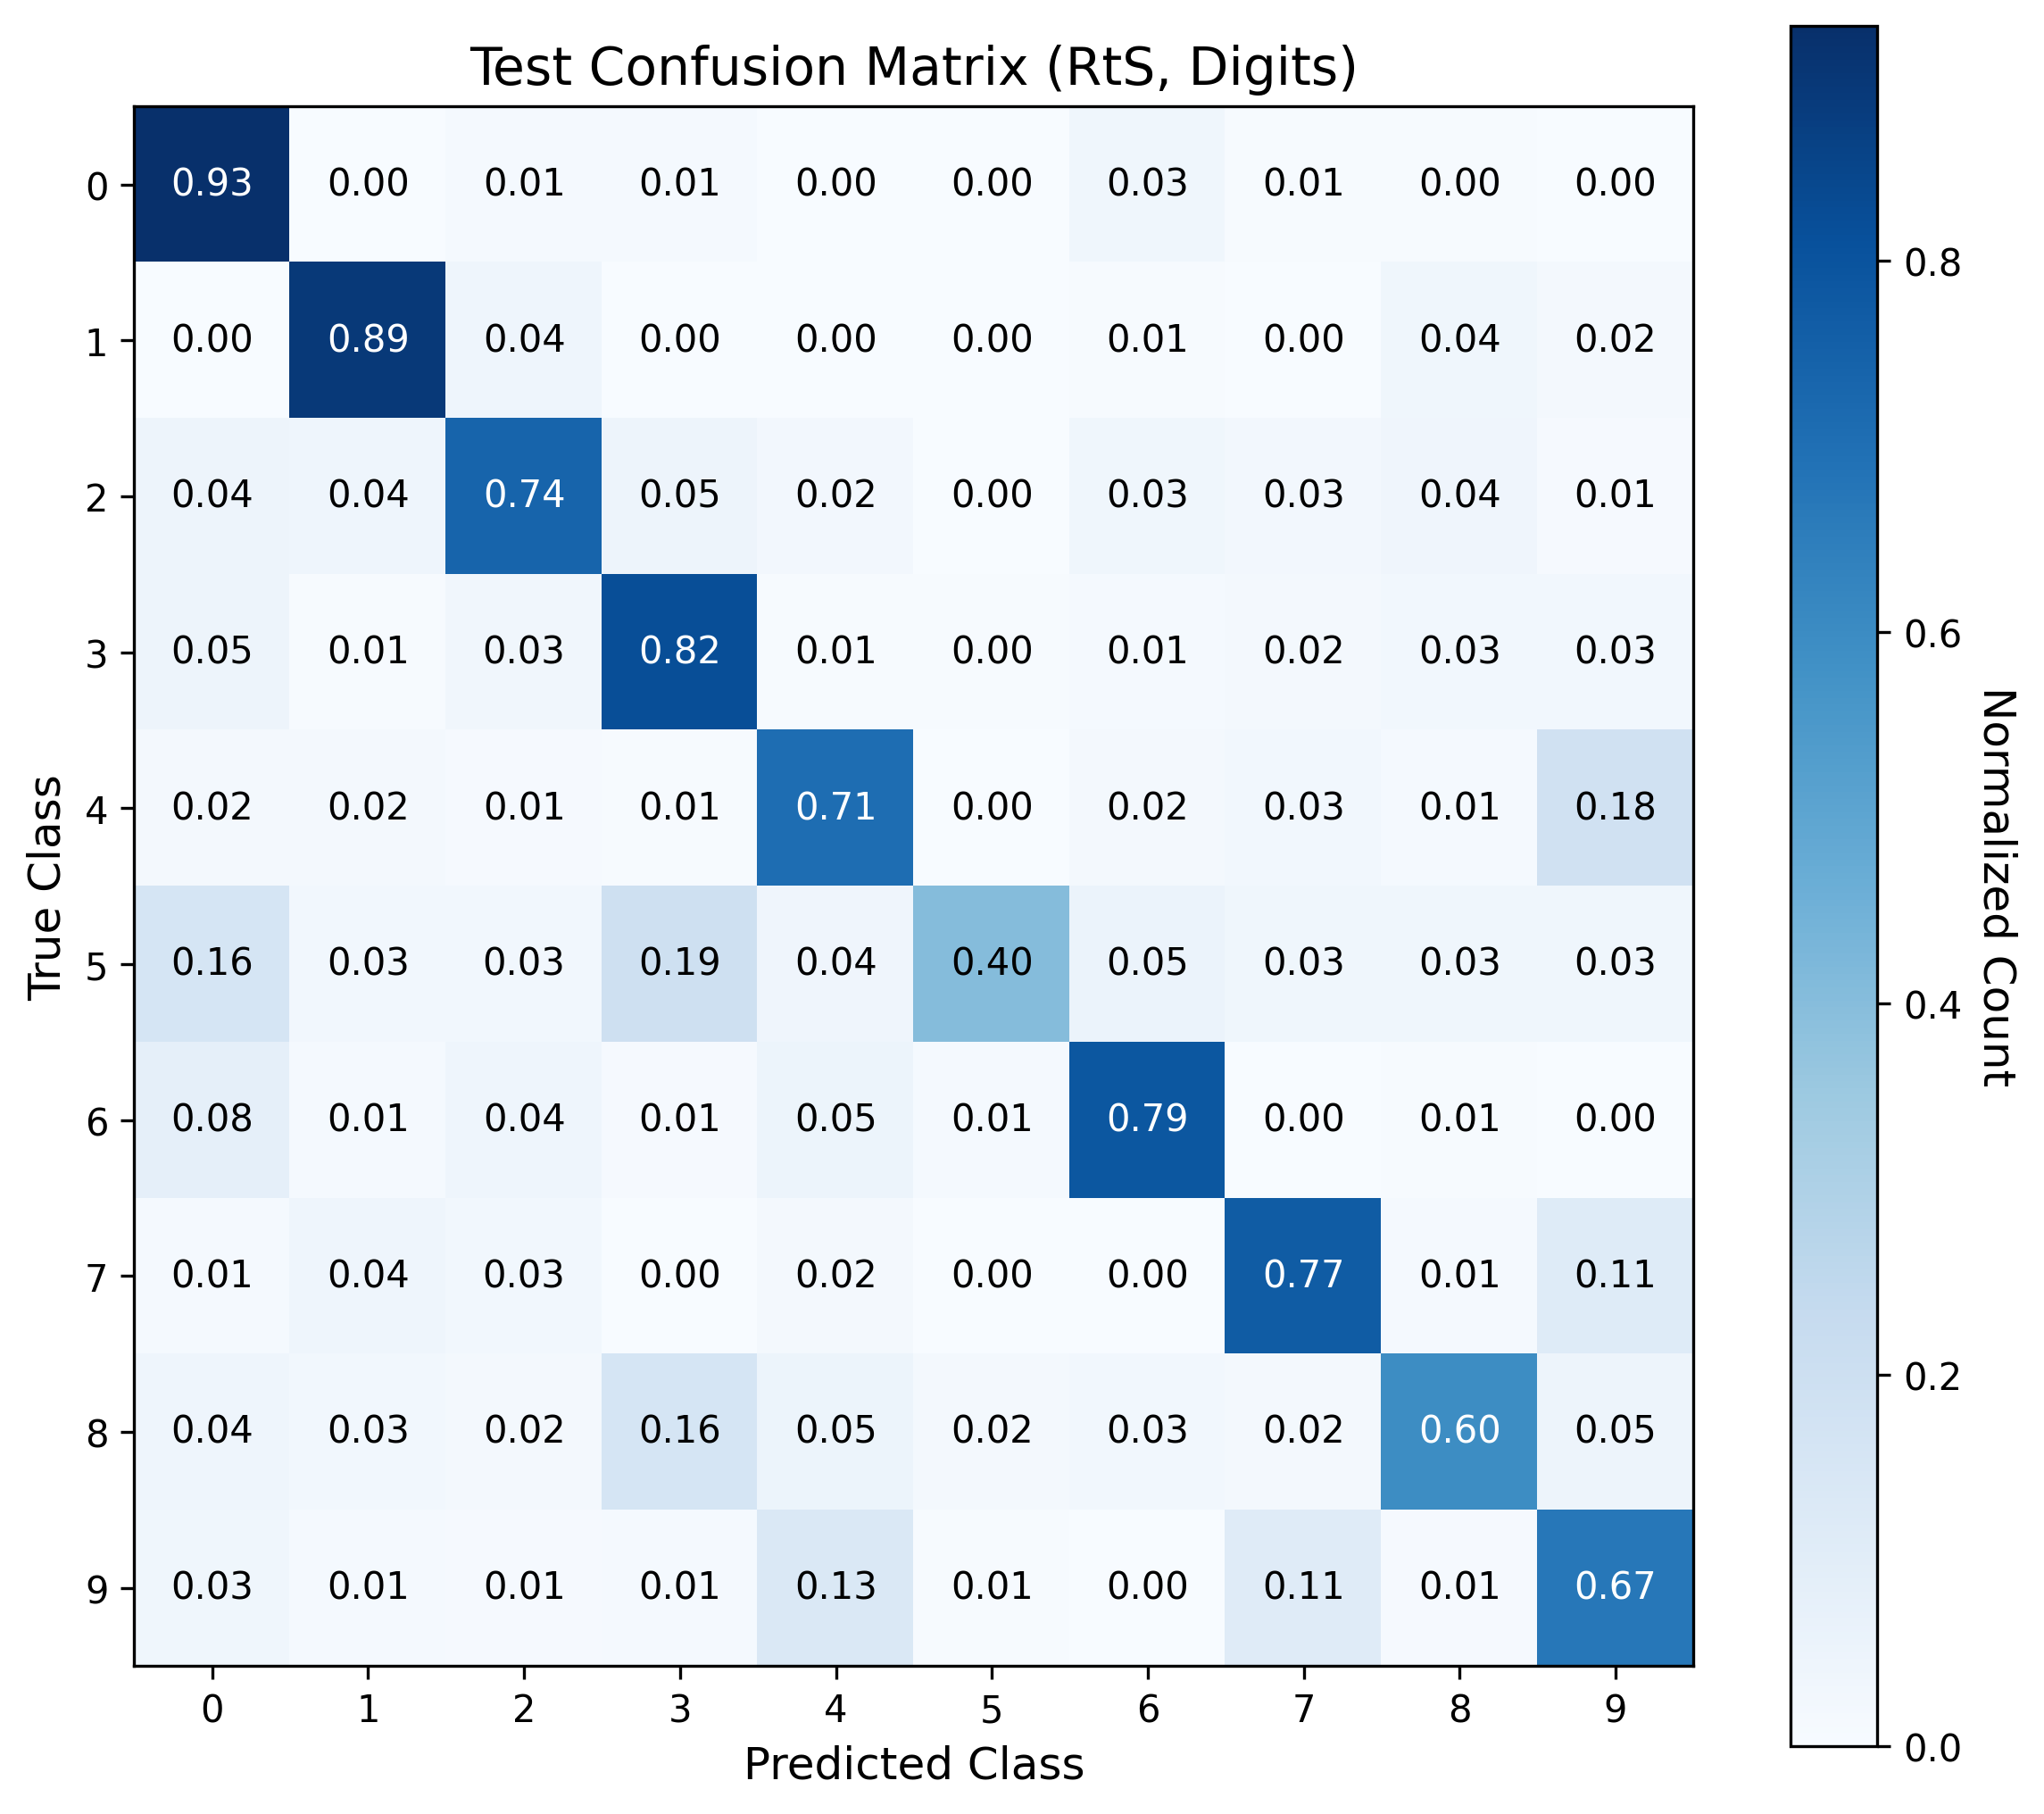 Test Confusion Matrix (RtS, Digits)
0 0.93 0.00 0.01 0.01 0.00 0.00 0.03 0.01 0.00 0.00
1 0.00 0.89 0.04 0.00 0.00 0.00 0.01 0.00 0.04 0.02
2 0.04 0.04 0.74 0.05 0.02 0.00 0.03 0.03 0.04 0.01
3 0.05 0.01 0.03 0.82 0.01 0.00 0.01 0.02 0.03 0.03
4 0.02 0.02 0.01 0.01 0.71 0.00 0.02 0.03 0.01 0.18
5 0.16 0.03 0.03 0.19 0.04 0.40 0.05 0.03 0.03 0.03
6 0.08 0.01 0.04 0.01 0.05 0.01 0.79 0.00 0.01 0.00
7 0.01 0.04 0.03 0.00 0.02 0.00 0.00 0.77 0.01 0.11
8 0.04 0.03 0.02 0.16 0.05 0.02 0.03 0.02 0.60 0.05
9 0.03 0.01 0.01 0.01 0.13 0.01 0.00 0.11 0.01 0.67
0 1 2 3 4 5 6 7 8 9
Predicted Class
True Class
0.8
0.6
0.4
0.2
0.0
Normalized Count